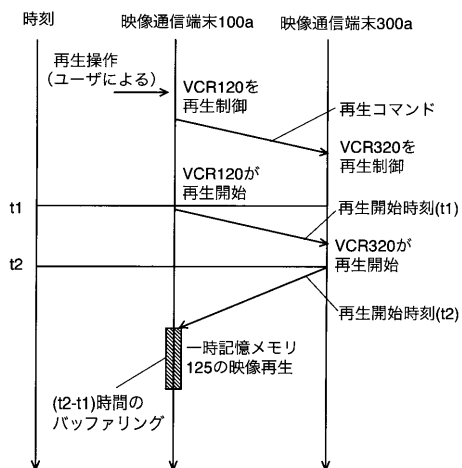 時刻
映像通信端末100a
映像通信端末300a
再生操作
(ユーザによる)
VCR120を
再生制御
再生コマンド
VCR320を
再生制御
VCR120が
再生開始
t1
再生開始時刻(t1)
VCR320が
再生開始
t2
再生開始時刻(t2)
一時記憶メモリ
125の映像再生
(t2-t1)時間の
バッファリング